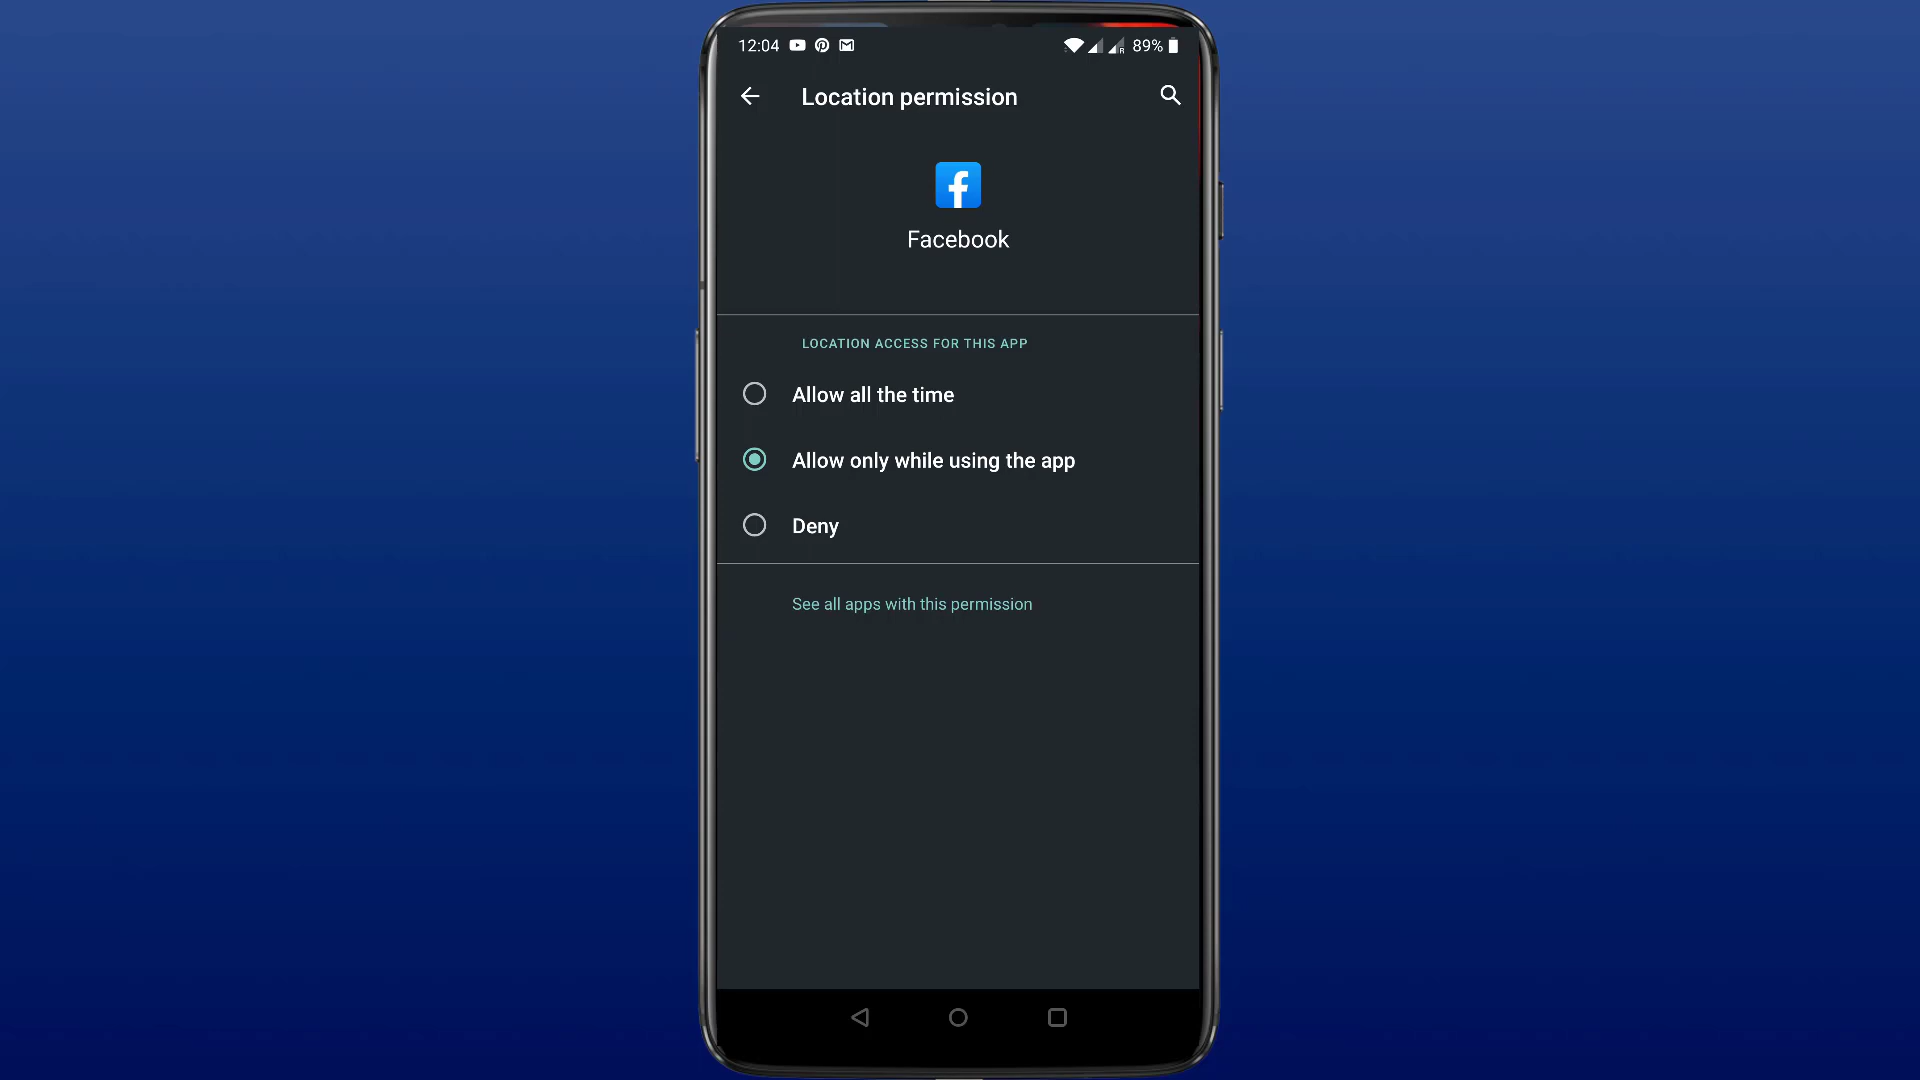 12:04 89%
Location permission
Facebook
LOCATION ACCESS FOR THIS APP
Allow all the time
Allow only while using the app
Deny
See all apps with this permission